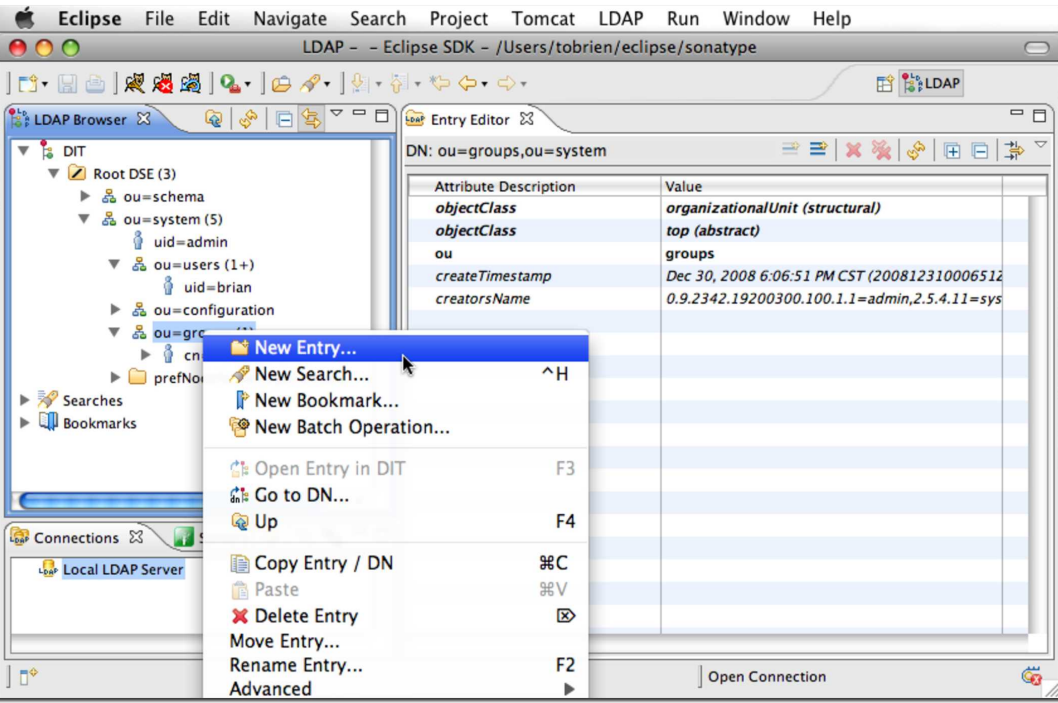 Eclipse File Edit Navigate Search Project Tomcat LDAP Run Window Help
LDAP - - Eclipse SDK - /Users/tobrien/eclipse/sonatype
LDAP
LDAP Browser
DIT
Root DSE (3)
ou=schema
ou=system (5)
uid=admin
ou=users (1+)
uid=brian
ou=configuration
ou=gro
cn
prefNo
Searches
Bookmarks
Entry Editor
DN: ou=groups,ou=system
Attribute Description Value
objectClass organizationalUnit (structural)
objectClass top (abstract)
ou groups
createTimestamp Dec 30, 2008 6:06:51 PM CST (20081231000651Z
creatorsName 0.9.2342.19200300.100.1.1=admin,2.5.4.11=sys
New Entry...
New Search... ^H
New Bookmark...
New Batch Operation...
Open Entry in DIT F3
Go to DN...
Up F4
Copy Entry / DN ⌘C
Paste ⌘V
Delete Entry ⌦
Move Entry...
Rename Entry... F2
Advanced
Connections
Local LDAP Server
Open Connection